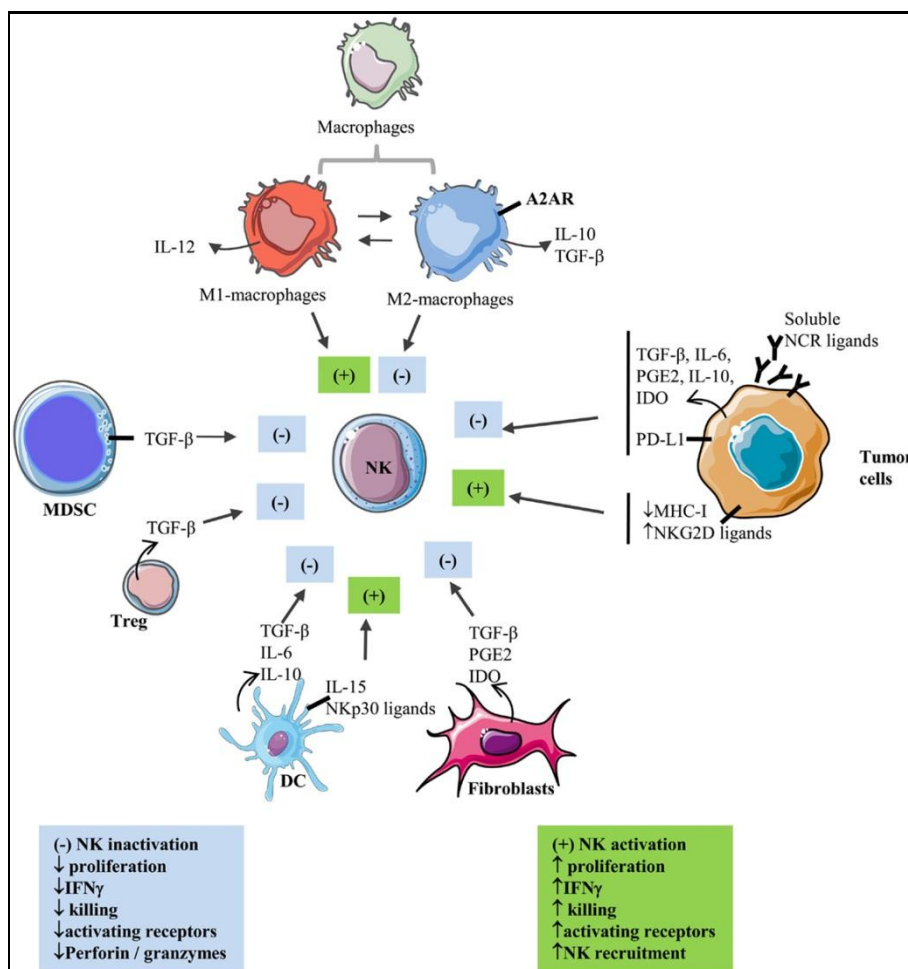 Macrophages
A2AR
IL-12
IL-10
TGF-β
M1-macrophages
M2-macrophages
(+)
(-)
Soluble
NCR ligands
TGF-β, IL-6,
PGE2, IL-10,
IDO
PD-L1
Tumor
cells
↓MHC-I
↑NKG2D ligands
(-)
(+)
NK
TGF-β
(-)
MDSC
TGF-β
(-)
Treg
(-)
(+)
(-)
TGF-β
IL-6
IL-10
IL-15
NKp30 ligands
DC
TGF-β
PGE2
IDO
Fibroblasts
(-) NK inactivation
↓ proliferation
↓IFNγ
↓ killing
↓activating receptors
↓Perforin / granzymes
(+) NK activation
↑ proliferation
↑IFNγ
↑ killing
↑activating receptors
↑NK recruitment